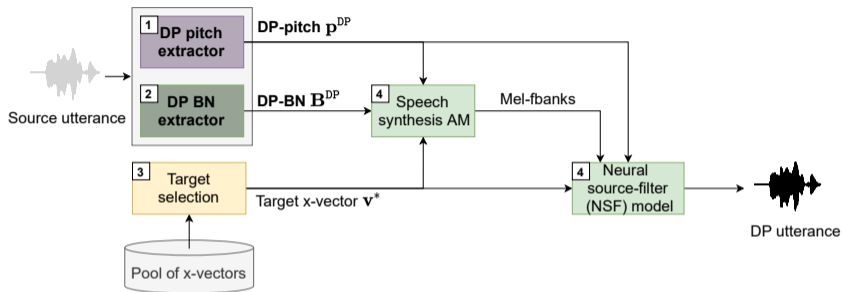 1
DP pitch
extractor
DP-pitch p^DP
Source utterance
2
DP BN
extractor
DP-BN B^DP
4
Speech
synthesis AM
Mel-fbanks
3
Target
selection
Target x-vector v*
4
Neural
source-filter
(NSF) model
DP utterance
Pool of x-vectors